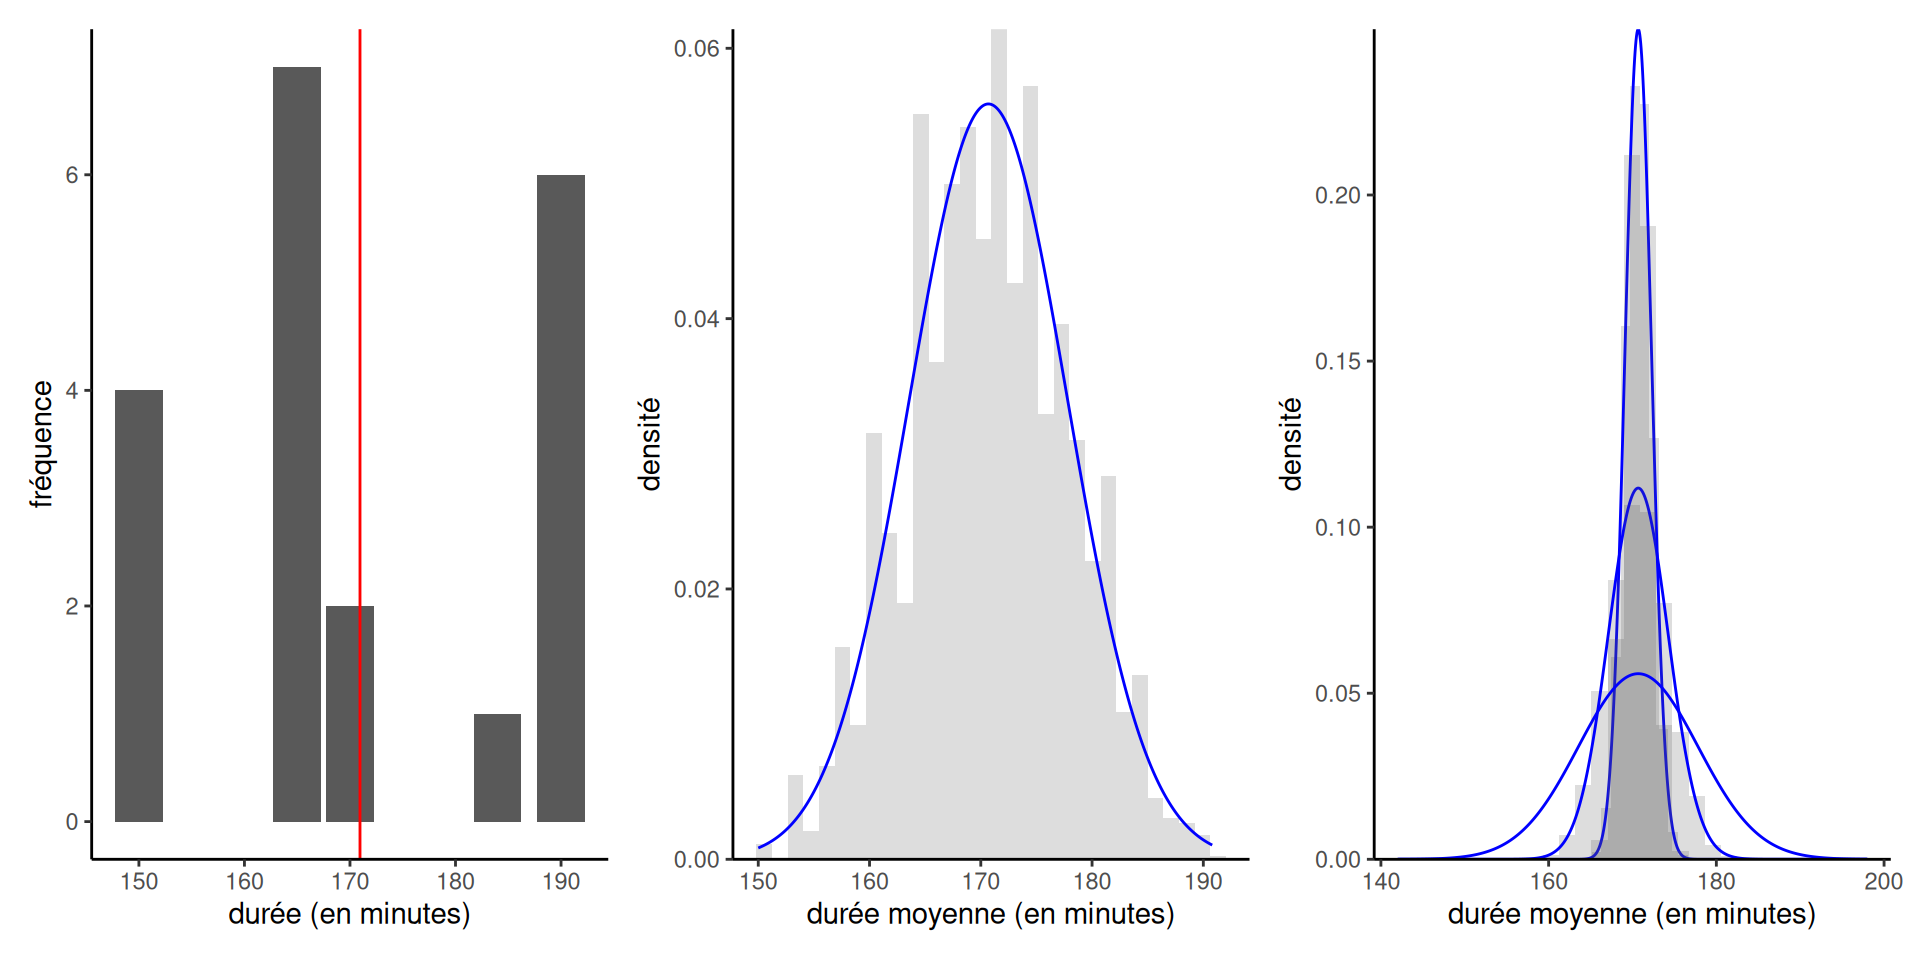 6
4
2
0
fréquence
150 160 170 180 190
durée (en minutes)
0.06
0.04
0.02
0.00
densité
150 160 170 180 190
durée moyenne (en minutes)
0.20
0.15
0.10
0.05
0.00
densité
140 160 180 200
durée moyenne (en minutes)